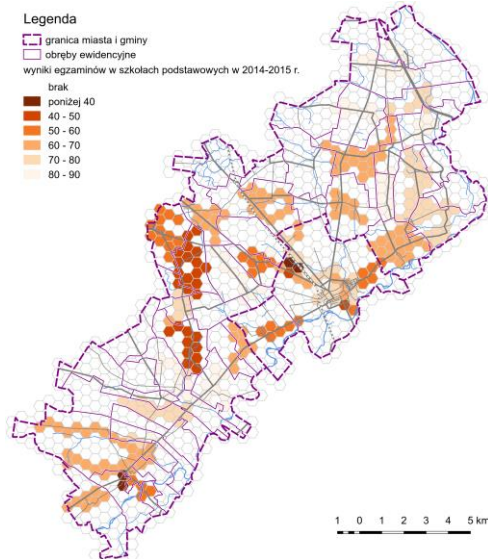 Legenda
granica miasta i gminy
obręby ewidencyjne
wyniki egzaminów w szkołach podstawowych w 2014-2015 r.
brak
poniżej 40
40 - 50
50 - 60
60 - 70
70 - 80
80 - 90
1 0 1 2 3 4 5 km